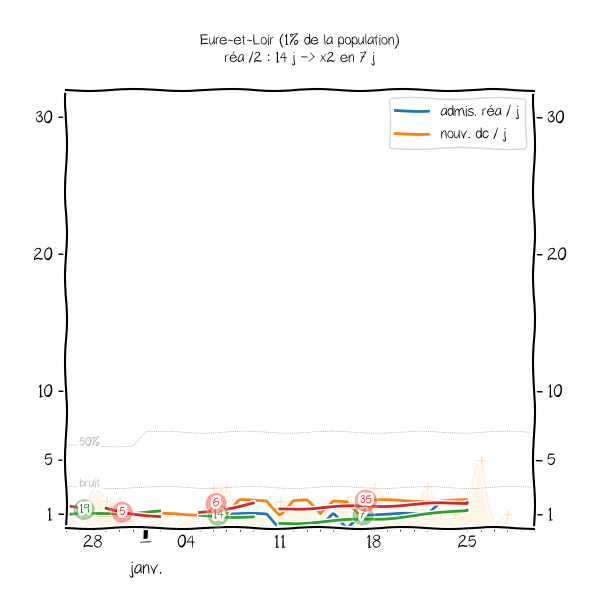 Eure-et-Loir (1% de la population)
réa /2 : 14 j -> x2 en 7 j
admis. réa / j
nouv. dc / j
30 30
20 20
10 10
50%
5 5
bruit
19 5 6 14 35 7
1 1
28 04 11 18 25
janv.